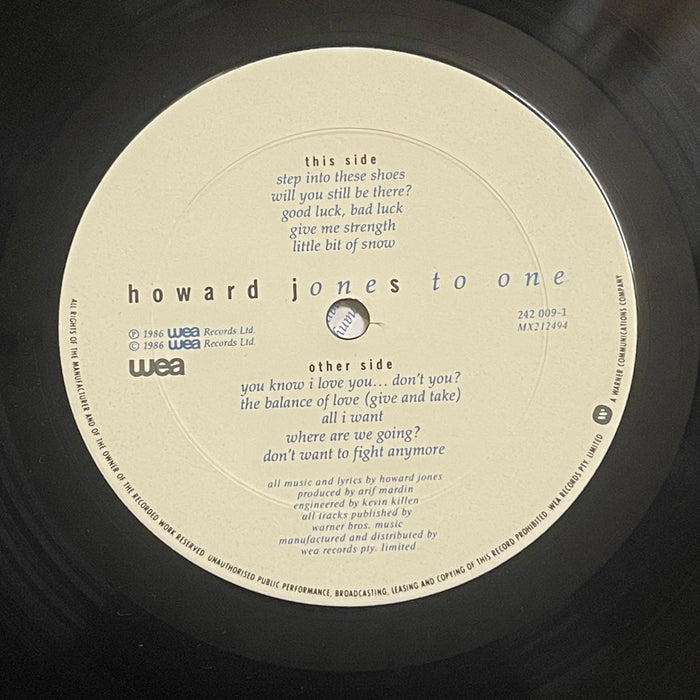 this side
step into these shoes
will you still be there?
good luck, bad luck
give me strength
little bit of snow
howard jones to one
℗ 1986 wea Records Ltd.
© 1986 wea Records Ltd.
wea
242 009-1
MX212494
other side
you know i love you... don't you?
the balance of love (give and take)
all i want
where are we going?
don't want to fight anymore
all music and lyrics by howard jones
produced by arif mardin
engineered by kevin killen
all tracks published by
warner bros. music
manufactured and distributed by
wea records pty. limited
ALL RIGHTS OF THE MANUFACTURER AND OF THE OWNER OF THE RECORDED WORK RESERVED. UNAUTHORISED PUBLIC PERFORMANCE, BROADCASTING, LEASING AND COPYING OF THIS RECORD PROHIBITED. WEA RECORDS PTY. LIMITED
A WARNER COMMUNICATIONS COMPANY